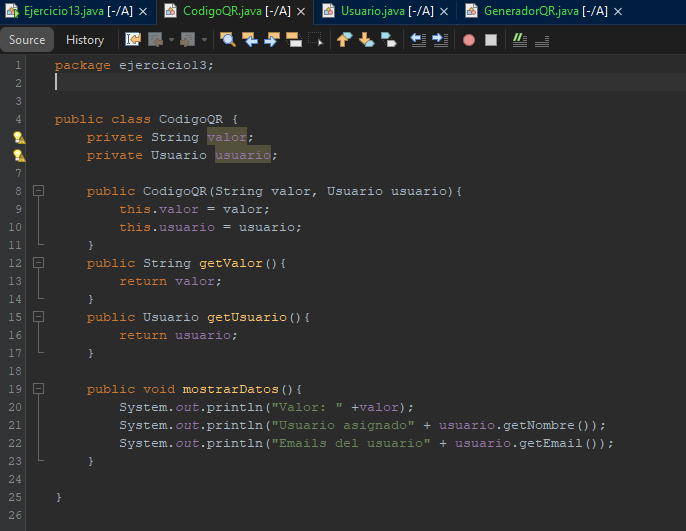 Ejercicio13.java [-/A] × CodigoQR.java [-/A] × Usuario.java [-/A] × GeneradorQR.java [-/A] ×
Source History
1 package ejercicio13;
2
3
4 public class CodigoQR {
private String valor;
private Usuario usuario;
7
8 public CodigoQR(String valor, Usuario usuario){
9 this.valor = valor;
10 this.usuario = usuario;
11 }
12 public String getValor(){
13 return valor;
14 }
15 public Usuario getUsuario(){
16 return usuario;
17 }
18
19 public void mostrarDatos(){
20 System.out.println("Valor: " +valor);
21 System.out.println("Usuario asignado" + usuario.getNombre());
22 System.out.println("Emails del usuario" + usuario.getEmail());
23 }
24
25 }
26